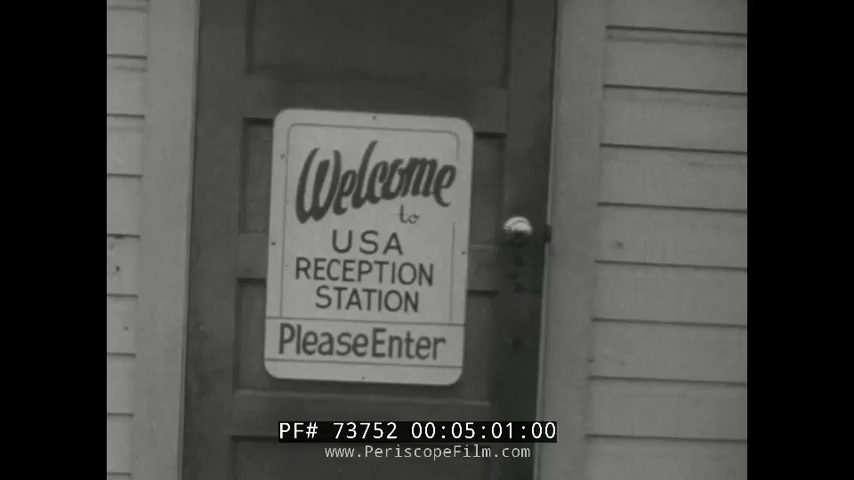 Welcome
to
USA
RECEPTION
STATION
Please Enter
PF# 73752 00:05:01:00
www.PeriscopeFilm.com